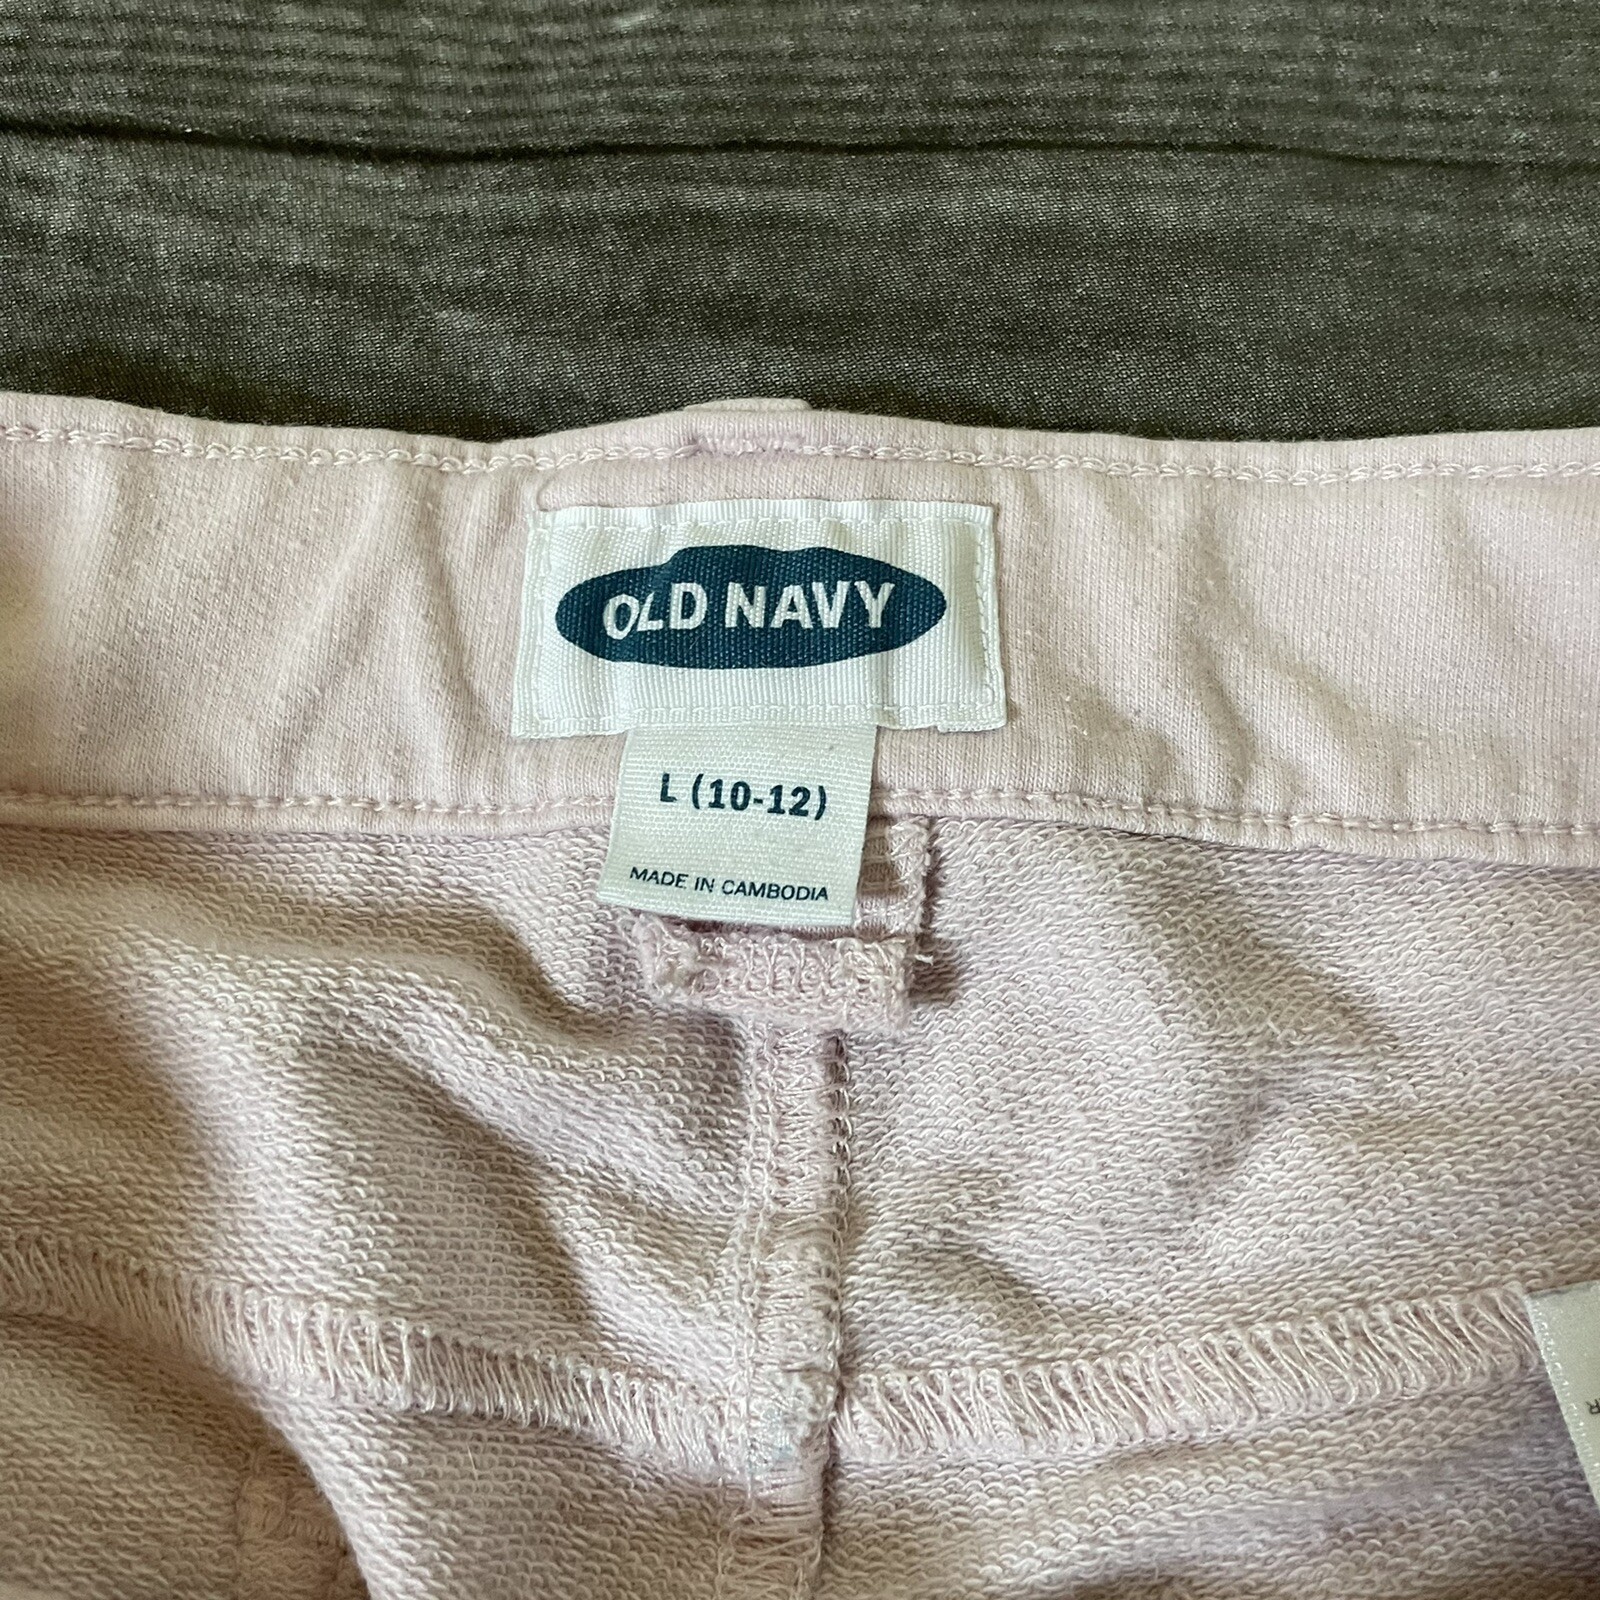 OLD NAVY
L (10-12)
MADE IN CAMBODIA